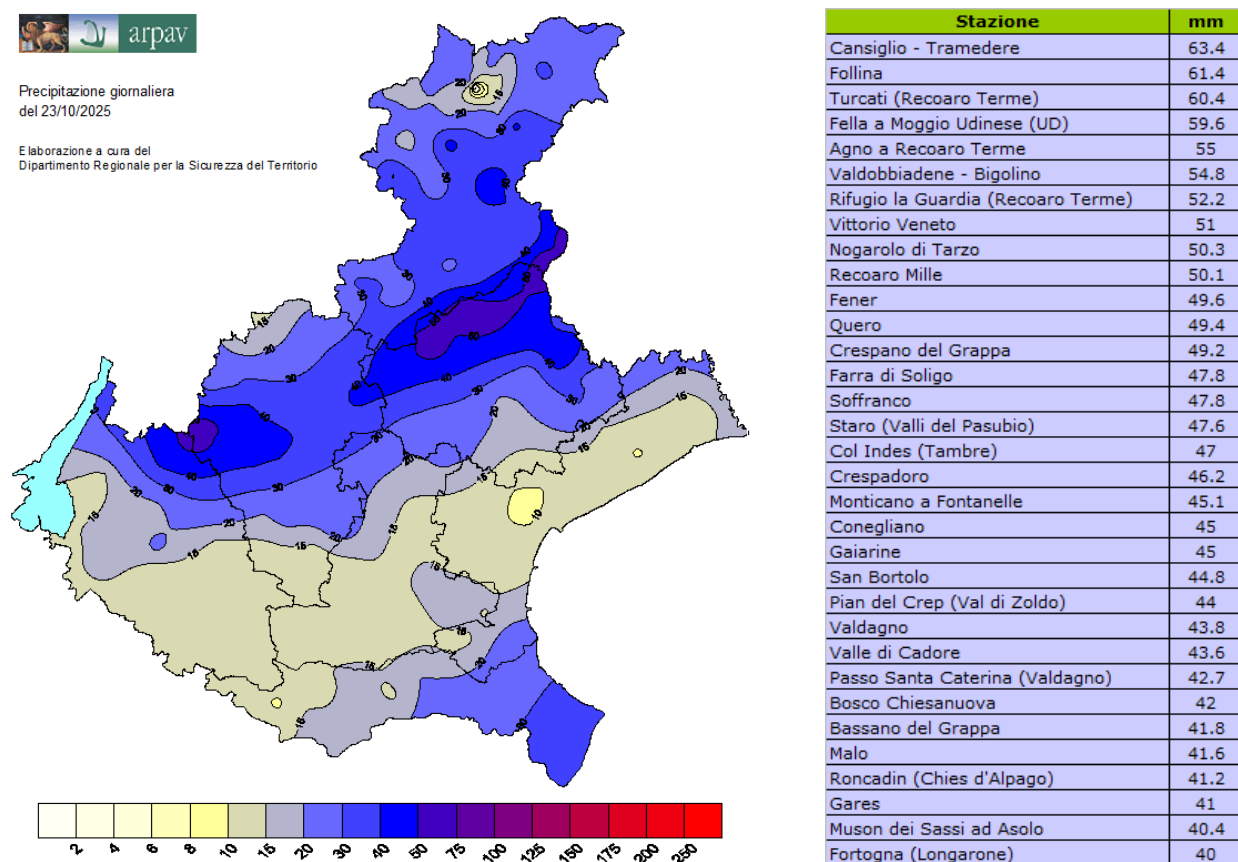 arpav
Precipitazione giornaliera
del 23/10/2025
Elaborazione a cura del
Dipartimento Regionale per la Sicurezza del Territorio
2 4 6 8 10 15 20 30 40 50 75 100 125 150 175 200 250
Stazione mm
Cansiglio - Tramedere 63.4
Follina 61.4
Turcati (Recoaro Terme) 60.4
Fella a Moggio Udinese (UD) 59.6
Agno a Recoaro Terme 55
Valdobbiadene - Bigolino 54.8
Rifugio la Guardia (Recoaro Terme) 52.2
Vittorio Veneto 51
Nogarolo di Tarzo 50.3
Recoaro Mille 50.1
Fener 49.6
Quero 49.4
Crespano del Grappa 49.2
Farra di Soligo 47.8
Soffranco 47.8
Staro (Valli del Pasubio) 47.6
Col Indes (Tambre) 47
Crespadoro 46.2
Monticano a Fontanelle 45.1
Conegliano 45
Gaiarine 45
San Bortolo 44.8
Pian del Crep (Val di Zoldo) 44
Valdagno 43.8
Valle di Cadore 43.6
Passo Santa Caterina (Valdagno) 42.7
Bosco Chiesanuova 42
Bassano del Grappa 41.8
Malo 41.6
Roncadin (Chies d'Alpago) 41.2
Gares 41
Muson dei Sassi ad Asolo 40.4
Fortogna (Longarone) 40